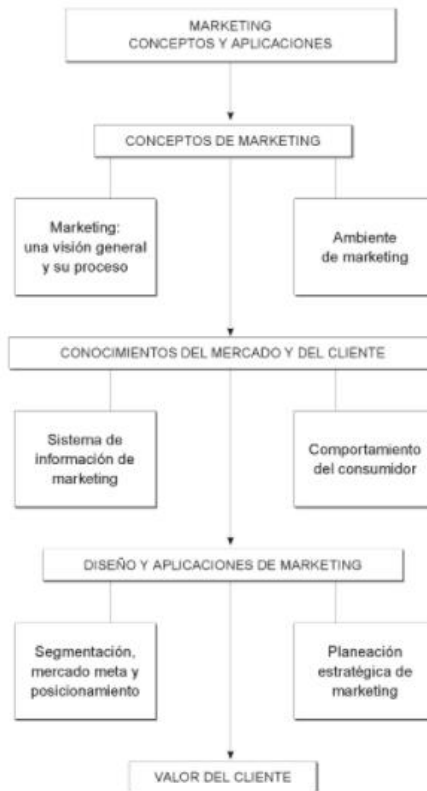 MARKETING
CONCEPTOS Y APLICACIONES
CONCEPTOS DE MARKETING
Marketing:
una visión general
y su proceso
Ambiente
de marketing
CONOCIMIENTOS DEL MERCADO Y DEL CLIENTE
Sistema de
información de
marketing
Comportamiento
del consumidor
DISEÑO Y APLICACIONES DE MARKETING
Segmentación,
mercado meta y
posicionamiento
Planeación
estratégica de
marketing
VALOR DEL CLIENTE